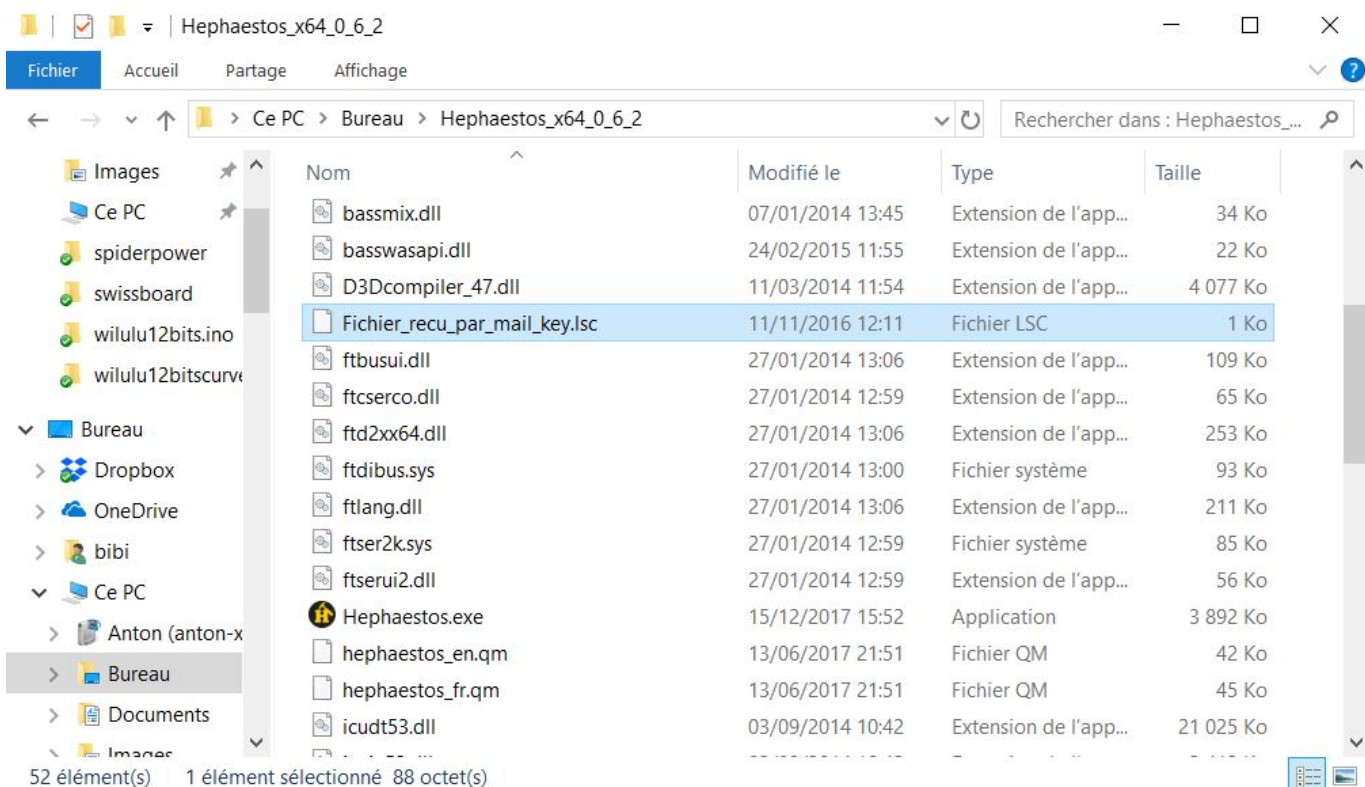 Hephaestos_x64_0_6_2
Fichier Accueil Partage Affichage
Ce PC > Bureau > Hephaestos_x64_0_6_2
Rechercher dans : Hephaestos_...
Images
Ce PC
spiderpower
swissboard
wilulu12bits.ino
wilulu12bitscurve
Bureau
Dropbox
OneDrive
bibi
Ce PC
Anton (anton-x
Bureau
Documents
Images
Nom Modifié le Type Taille
bassmix.dll 07/01/2014 13:45 Extension de l'app... 34 Ko
basswasapi.dll 24/02/2015 11:55 Extension de l'app... 22 Ko
D3Dcompiler_47.dll 11/03/2014 11:54 Extension de l'app... 4 077 Ko
Fichier_recu_par_mail_key.lsc 11/11/2016 12:11 Fichier LSC 1 Ko
ftbusui.dll 27/01/2014 13:06 Extension de l'app... 109 Ko
ftcserco.dll 27/01/2014 12:59 Extension de l'app... 65 Ko
ftd2xx64.dll 27/01/2014 13:06 Extension de l'app... 253 Ko
ftdibus.sys 27/01/2014 13:00 Fichier système 93 Ko
ftlang.dll 27/01/2014 13:06 Extension de l'app... 211 Ko
ftser2k.sys 27/01/2014 12:59 Fichier système 85 Ko
ftserui2.dll 27/01/2014 12:59 Extension de l'app... 56 Ko
Hephaestos.exe 15/12/2017 15:52 Application 3 892 Ko
hephaestos_en.qm 13/06/2017 21:51 Fichier QM 42 Ko
hephaestos_fr.qm 13/06/2017 21:51 Fichier QM 45 Ko
icudt53.dll 03/09/2014 10:42 Extension de l'app... 21 025 Ko
52 élément(s) 1 élément sélectionné 88 octet(s)